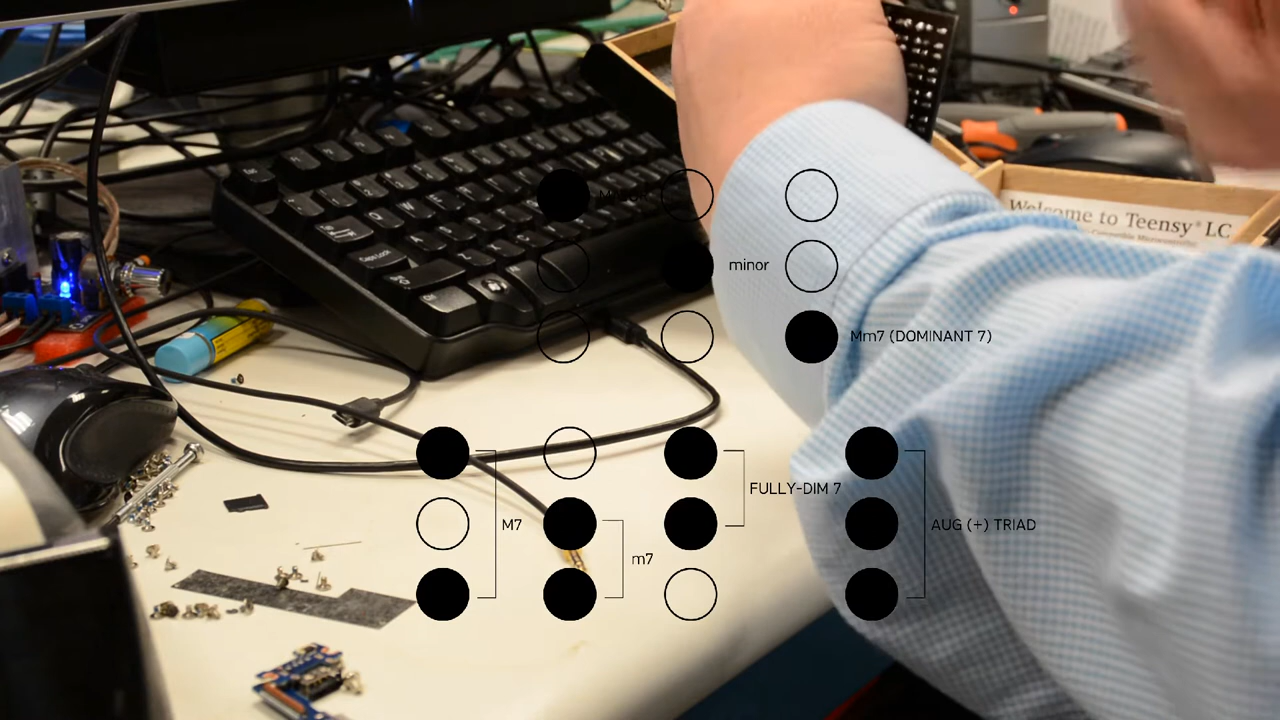 Welcome to Teensy® LC
minor
Mm7 (DOMINANT 7)
FULLY-DIM 7
M7
AUG (+) TRIAD
m7